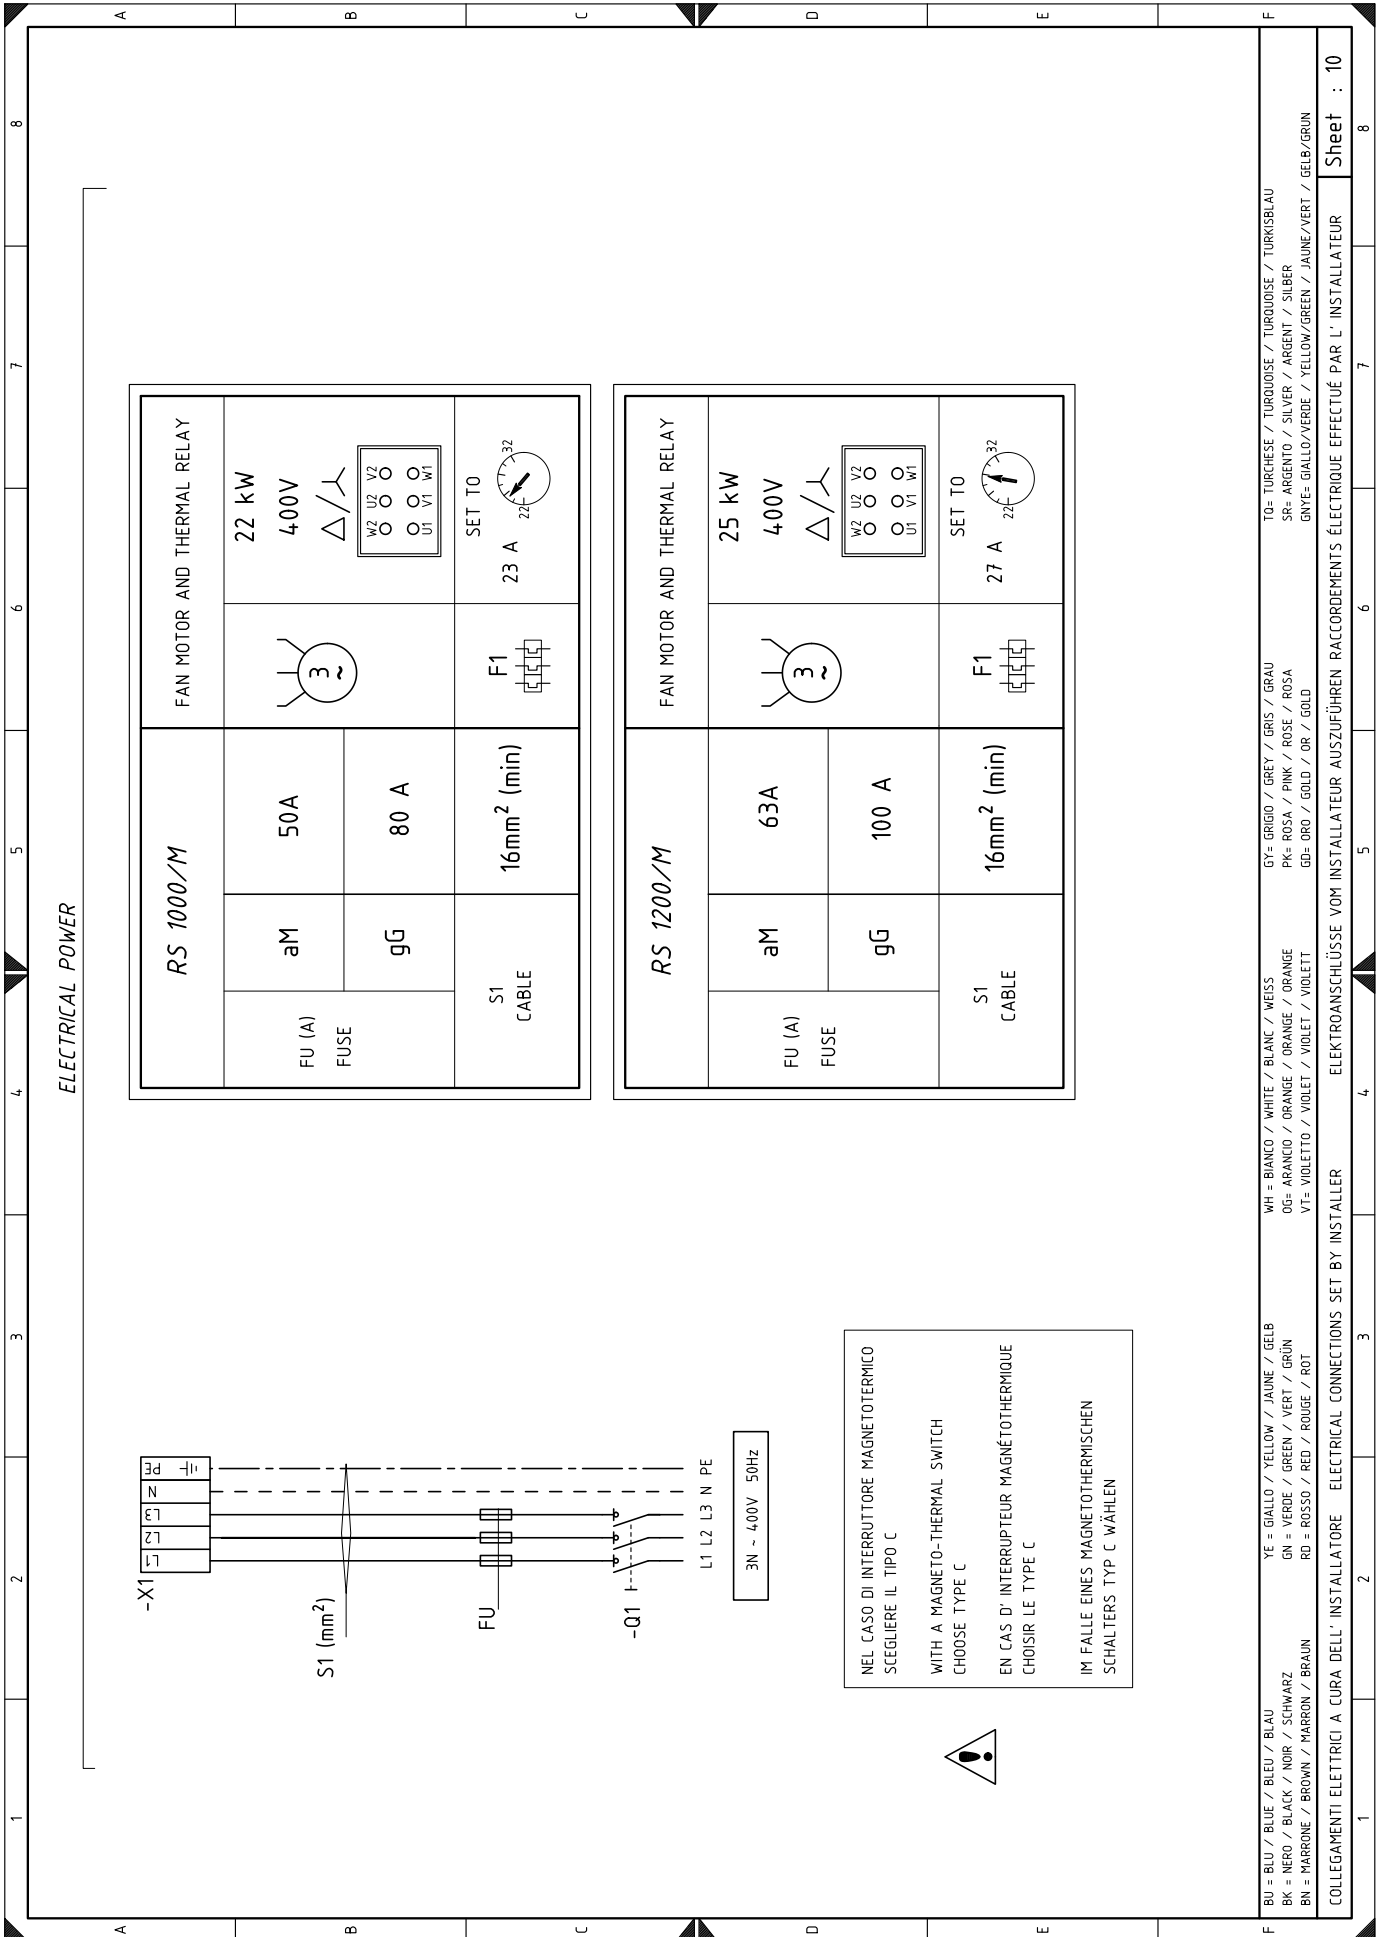 1 2 3 4 5 6 7 8
A
B
C
D
E
F
ELECTRICAL POWER
-X1
L1 L2 L3 N PE
S1 (mm²)
FU
-Q1
L1 L2 L3 N PE
3N ~ 400V 50Hz
NEL CASO DI INTERRUTTORE MAGNETOTERMICO
SCEGLIERE IL TIPO C
WITH A MAGNETO-THERMAL SWITCH
CHOOSE TYPE C
EN CAS D' INTERRUPTEUR MAGNÉTOTHERMIQUE
CHOISIR LE TYPE C
IM FALLE EINES MAGNETOTHERMISCHEN
SCHALTERS TYP C WÄHLEN
RS 1000/M
FAN MOTOR AND THERMAL RELAY
FU (A)
FUSE
aM
50A
gG
80 A
3
~
22 kW
400V
W2 U2 V2
U1 V1 W1
S1
CABLE
16mm² (min)
F1
SET TO
23 A
22
32
RS 1200/M
FAN MOTOR AND THERMAL RELAY
FU (A)
FUSE
aM
63A
gG
100 A
3
~
25 kW
400V
W2 U2 V2
U1 V1 W1
S1
CABLE
16mm² (min)
F1
SET TO
27 A
22
32
BU = BLU / BLUE / BLEU / BLAU
BK = NERO / BLACK / NOIR / SCHWARZ
BN = MARRONE / BROWN / MARRON / BRAUN
YE = GIALLO / YELLOW / JAUNE / GELB
GN = VERDE / GREEN / VERT / GRÜN
RD = ROSSO / RED / ROUGE / ROT
WH = BIANCO / WHITE / BLANC / WEISS
OG= ARANCIO / ORANGE / ORANGE / ORANGE
VT= VIOLETTO / VIOLET / VIOLET / VIOLETT
GY= GRIGIO / GREY / GRIS / GRAU
PK= ROSA / PINK / ROSE / ROSA
GD= ORO / GOLD / OR / GOLD
TQ= TURCHESE / TURQUOISE / TURQUOISE / TURKISBLAU
SR= ARGENTO / SILVER / ARGENT / SILBER
GNYE= GIALLO/VERDE / YELLOW/GREEN / JAUNE/VERT / GELB/GRUN
COLLEGAMENTI ELETTRICI A CURA DELL' INSTALLATORE ELECTRICAL CONNECTIONS SET BY INSTALLER ELEKTROANSCHLÜSSE VOM INSTALLATEUR AUSZUFÜHREN RACCORDEMENTS ÉLECTRIQUE EFFECTUÉ PAR L' INSTALLATEUR
Sheet : 10
1 2 3 4 5 6 7 8
A
B
C
D
E
F